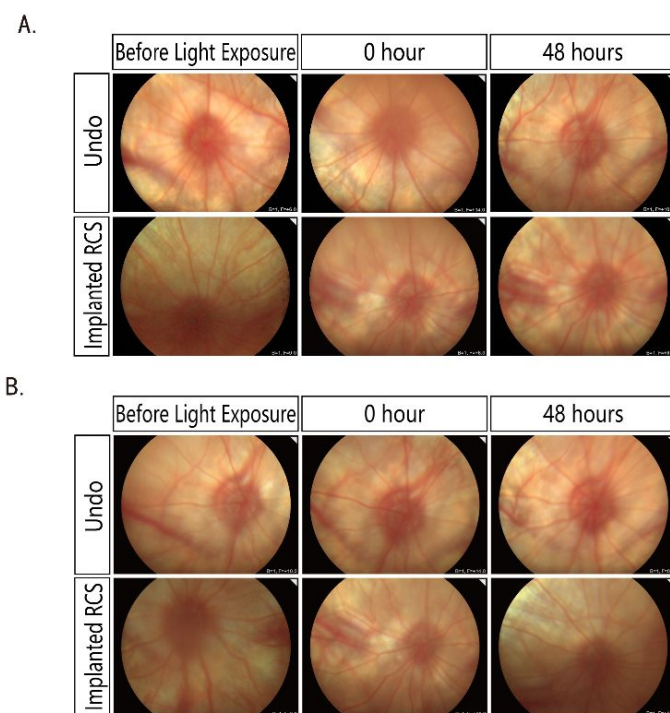 A.
Before Light Exposure 0 hour 48 hours
Undo
Implanted RCS
B.
Before Light Exposure 0 hour 48 hours
Undo
Implanted RCS